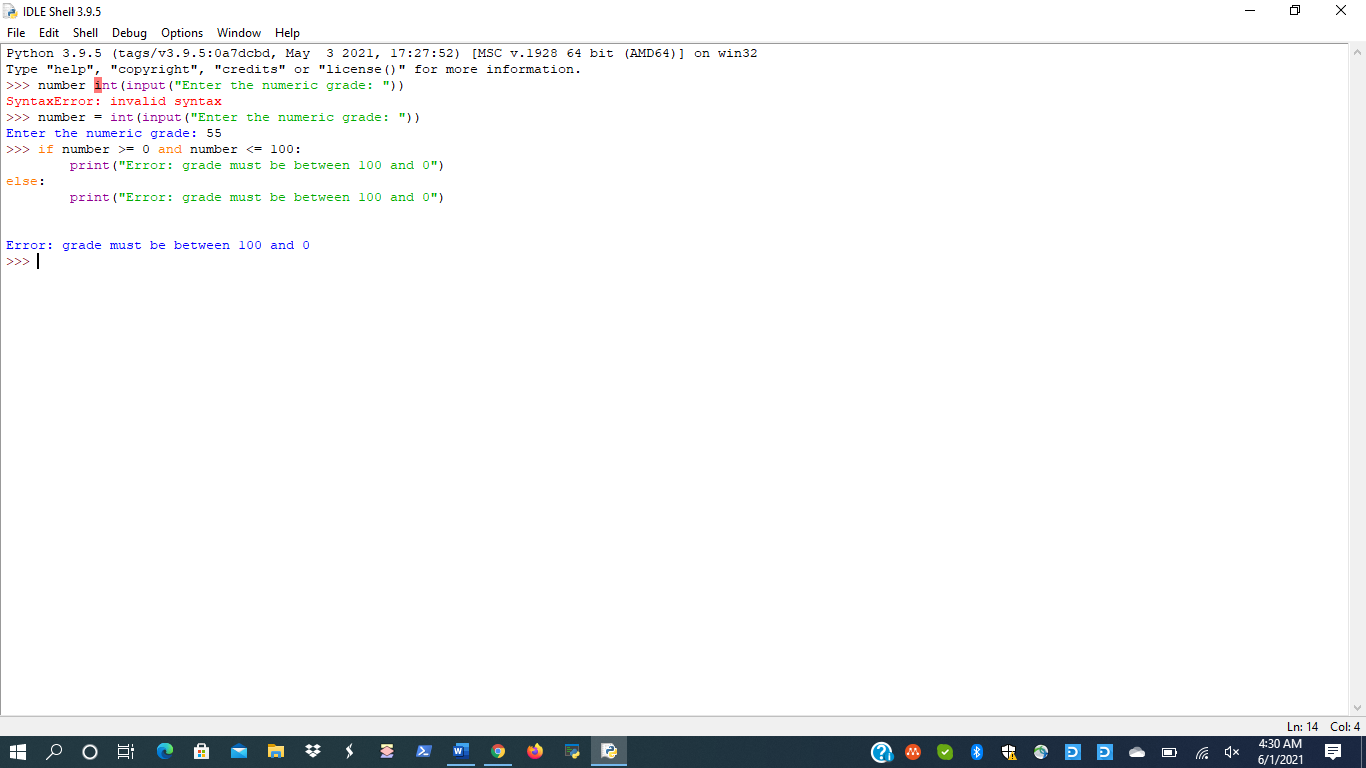 IDLE Shell 3.9.5
File Edit Shell Debug Options Window Help
Python 3.9.5 (tags/v3.9.5:0a7dcbd, May  3 2021, 17:27:52) [MSC v.1928 64 bit (AMD64)] on win32
Type "help", "copyright", "credits" or "license()" for more information.
>>> number int(input("Enter the numeric grade: "))
SyntaxError: invalid syntax
>>> number = int(input("Enter the numeric grade: "))
Enter the numeric grade: 55
>>> if number >= 0 and number <= 100:
        print("Error: grade must be between 100 and 0")
else:
        print("Error: grade must be between 100 and 0")
Error: grade must be between 100 and 0
>>>
Ln: 14 Col: 4
4:30 AM
6/1/2021